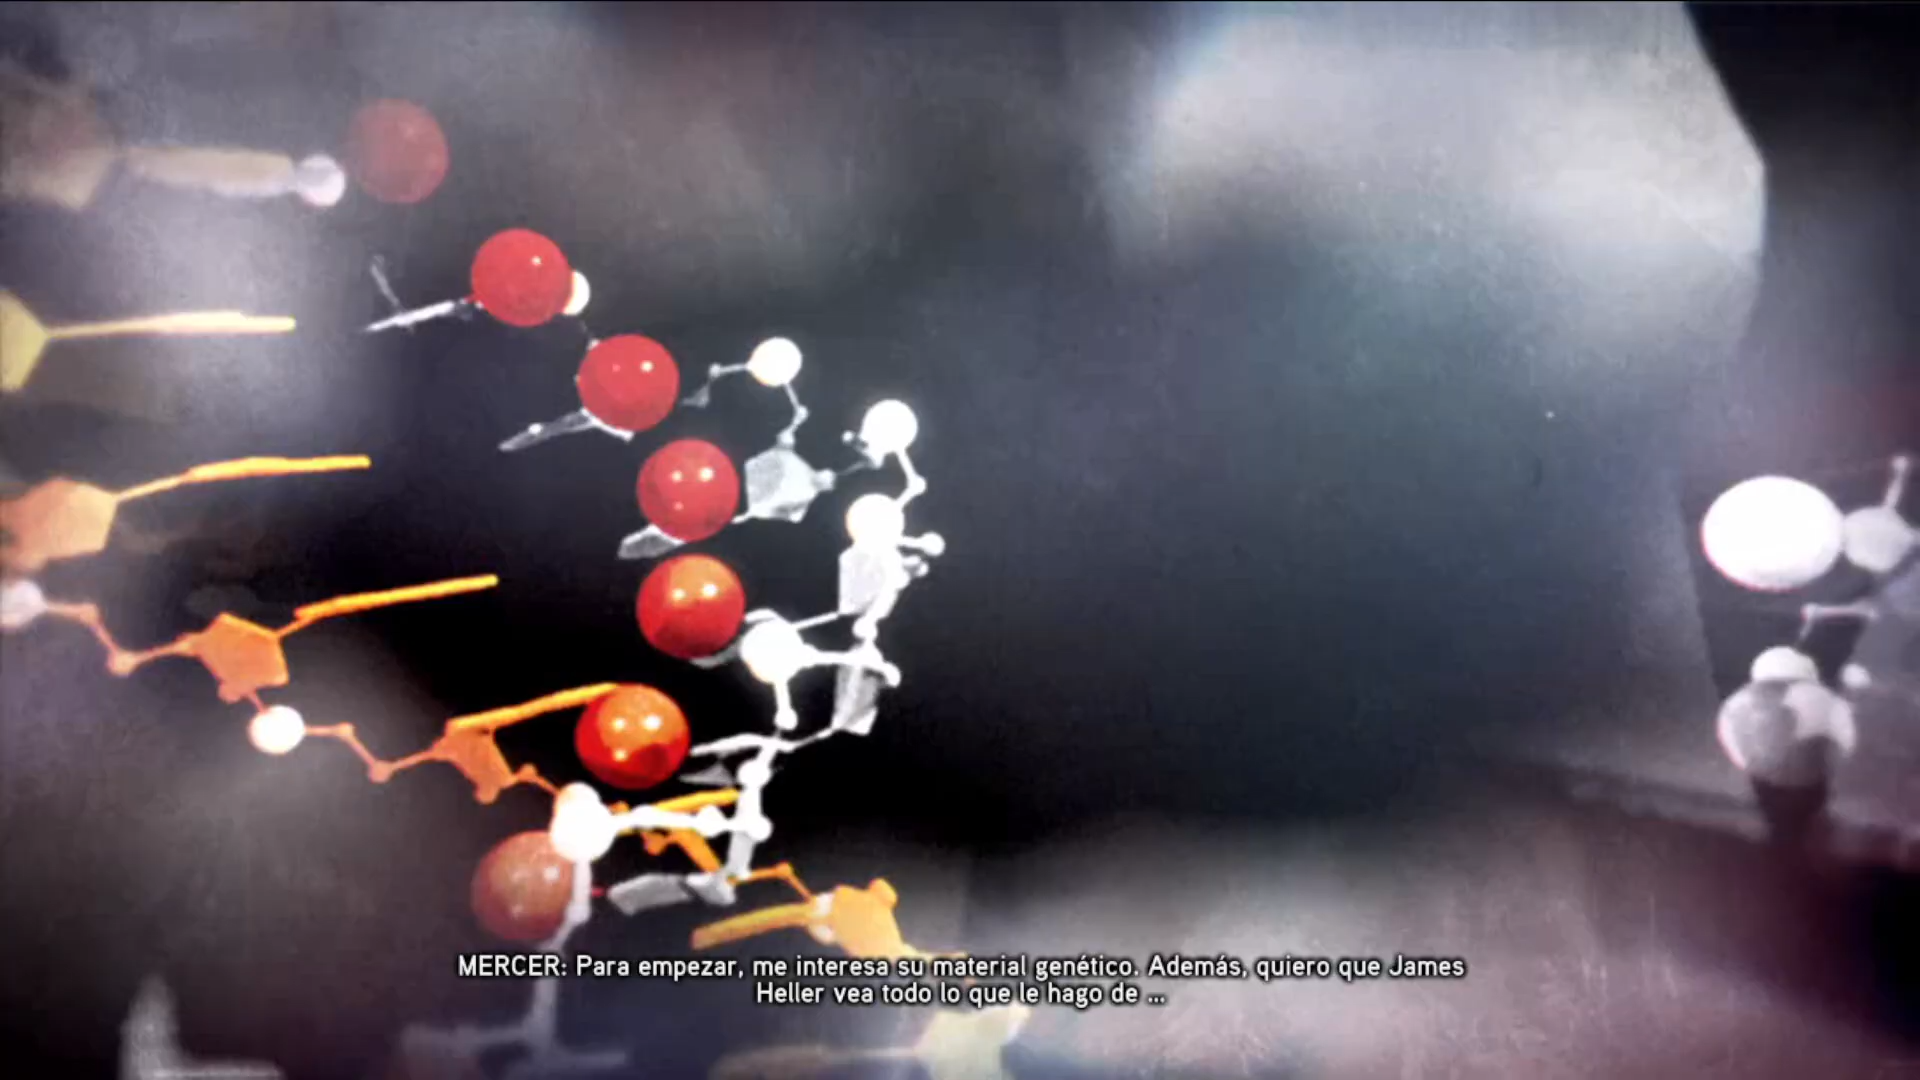 MERCER: Para empezar, me interesa su material genético. Además, quiero que James
Heller vea todo lo que le hago de ...